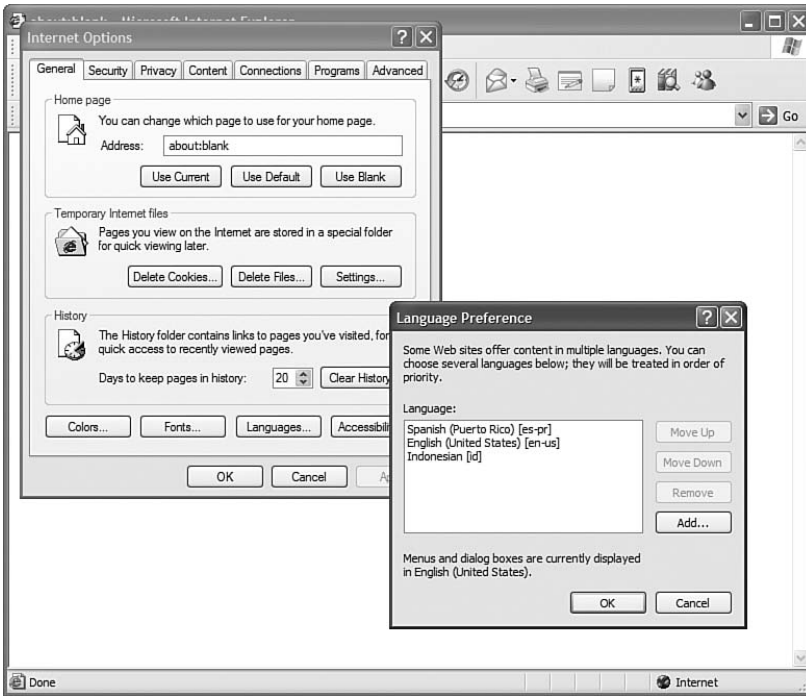 about:blank - Microsoft Internet Explorer
Internet Options
General Security Privacy Content Connections Programs Advanced
Home page
You can change which page to use for your home page.
Address: about:blank
Use Current Use Default Use Blank
Temporary Internet files
Pages you view on the Internet are stored in a special folder
for quick viewing later.
Delete Cookies... Delete Files... Settings...
History
The History folder contains links to pages you've visited, for
quick access to recently viewed pages.
Days to keep pages in history: 20 Clear History
Colors... Fonts... Languages...
OK Cancel
Go
Language Preference
Some Web sites offer content in multiple languages. You can
choose several languages below; they will be treated in order of
priority.
Language:
Spanish (Puerto Rico) [es-pr]
English (United States) [en-us]
Indonesian [id]
Move Up
Move Down
Remove
Add...
Menus and dialog boxes are currently displayed
in English (United States).
OK Cancel
Done Internet